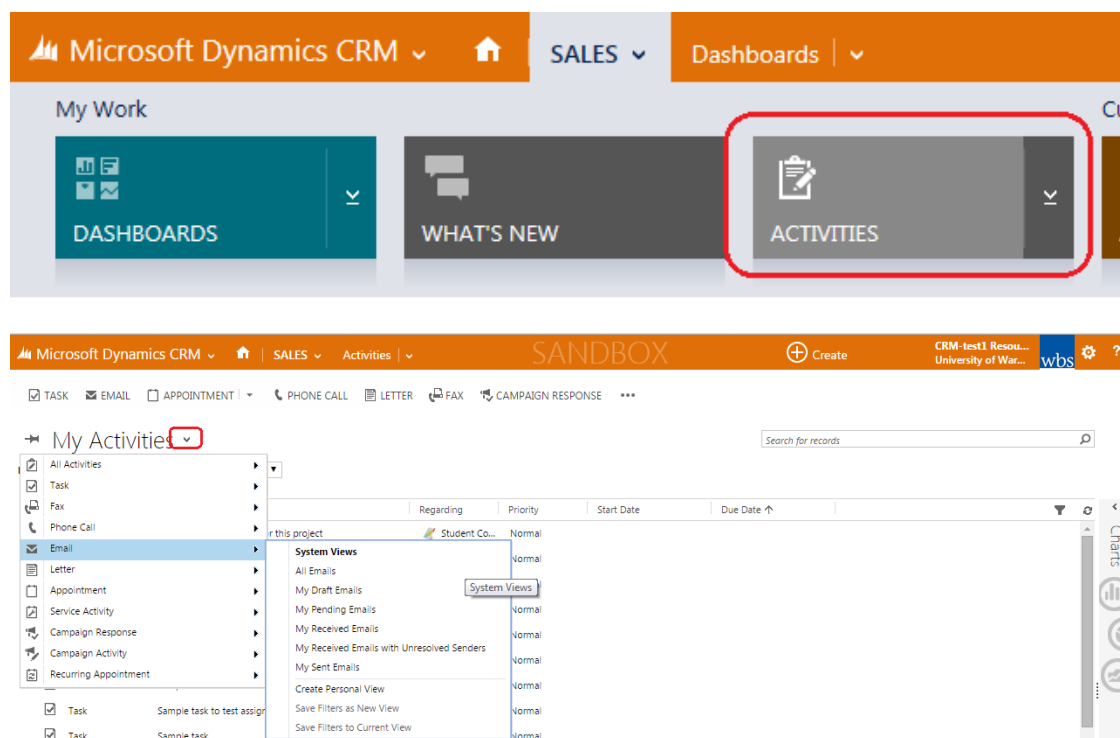 Microsoft Dynamics CRM
SALES
Dashboards
My Work
Cu
DASHBOARDS
WHAT'S NEW
ACTIVITIES
Microsoft Dynamics CRM
SALES
Activities
SANDBOX
Create
CRM-test1 Resou...
University of War...
wbs
?
TASK
EMAIL
APPOINTMENT
PHONE CALL
LETTER
FAX
CAMPAIGN RESPONSE
My Activities
Search for records
All Activities
Task
Fax
Phone Call
Email
Letter
Appointment
Service Activity
Campaign Response
Campaign Activity
Recurring Appointment
Regarding
Priority
Start Date
Due Date
r this project
Student Co...
Normal
System Views
All Emails
My Draft Emails
My Pending Emails
My Received Emails
My Received Emails with Unresolved Senders
My Sent Emails
Create Personal View
Save Filters as New View
Save Filters to Current View
System Views
Normal
Normal
Normal
Normal
Normal
Normal
Normal
Normal
Charts
Task
Sample task to test assign
Task
Sample task